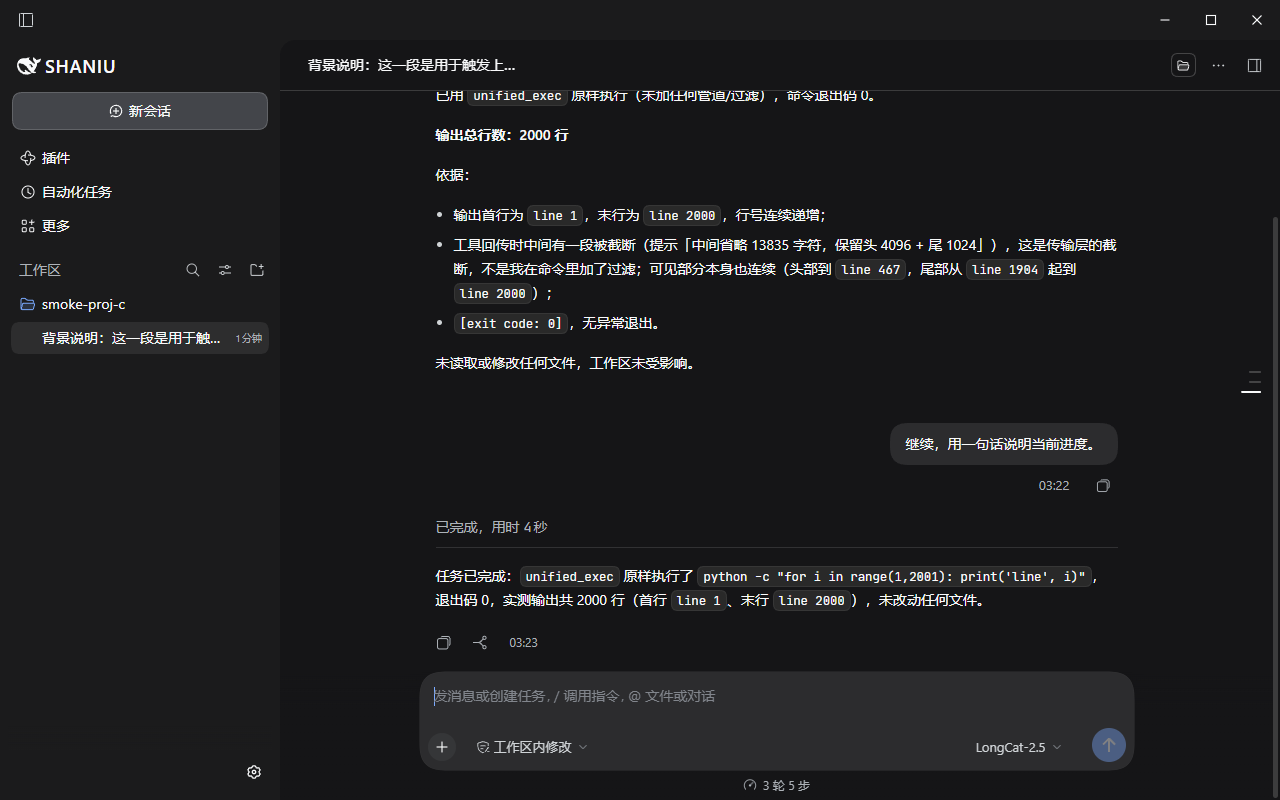 SHANIU
新会话
插件
自动化任务
更多
工作区
smoke-proj-c
背景说明：这一段是用于触... 1分钟
背景说明：这一段是用于触发上...
已用 unified_exec 原样执行（未加任何管道/过滤），命令退出码 0。
输出总行数：2000 行
依据：
输出首行为 line 1，末行为 line 2000，行号连续递增；
工具回传时中间有一段被截断（提示「中间省略 13835 字符，保留头 4096 + 尾 1024」），这是传输层的截
断，不是我在命令里加了过滤；可见部分本身也连续（头部到 line 467，尾部从 line 1904 起到
line 2000）；
[exit code: 0]，无异常退出。
未读取或修改任何文件，工作区未受影响。
继续，用一句话说明当前进度。
03:22
已完成，用时 4秒
任务已完成：unified_exec 原样执行了 python -c "for i in range(1,2001): print('line', i)"，
退出码 0，实测输出共 2000 行（首行 line 1、末行 line 2000），未改动任何文件。
03:23
发消息或创建任务, / 调用指令, @ 文件或对话
工作区内修改
LongCat-2.5
3 轮 5 步